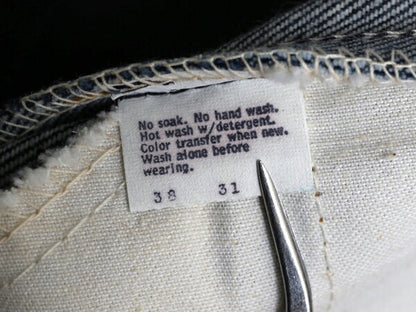 No soak. No hand wash.
Hot wash w/detergent.
Color transfer when new.
Wash alone before
wearing.
38 31